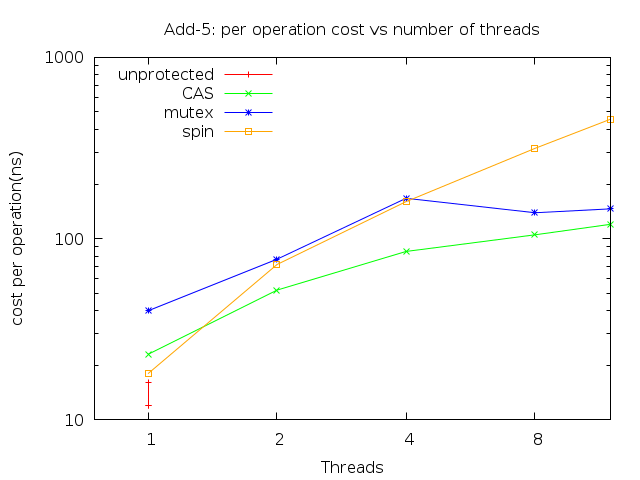 Add-5: per operation cost vs number of threads
1000
unprotected
CAS
mutex
spin
cost per operation(ns)
100
10
1 2 4 8
Threads